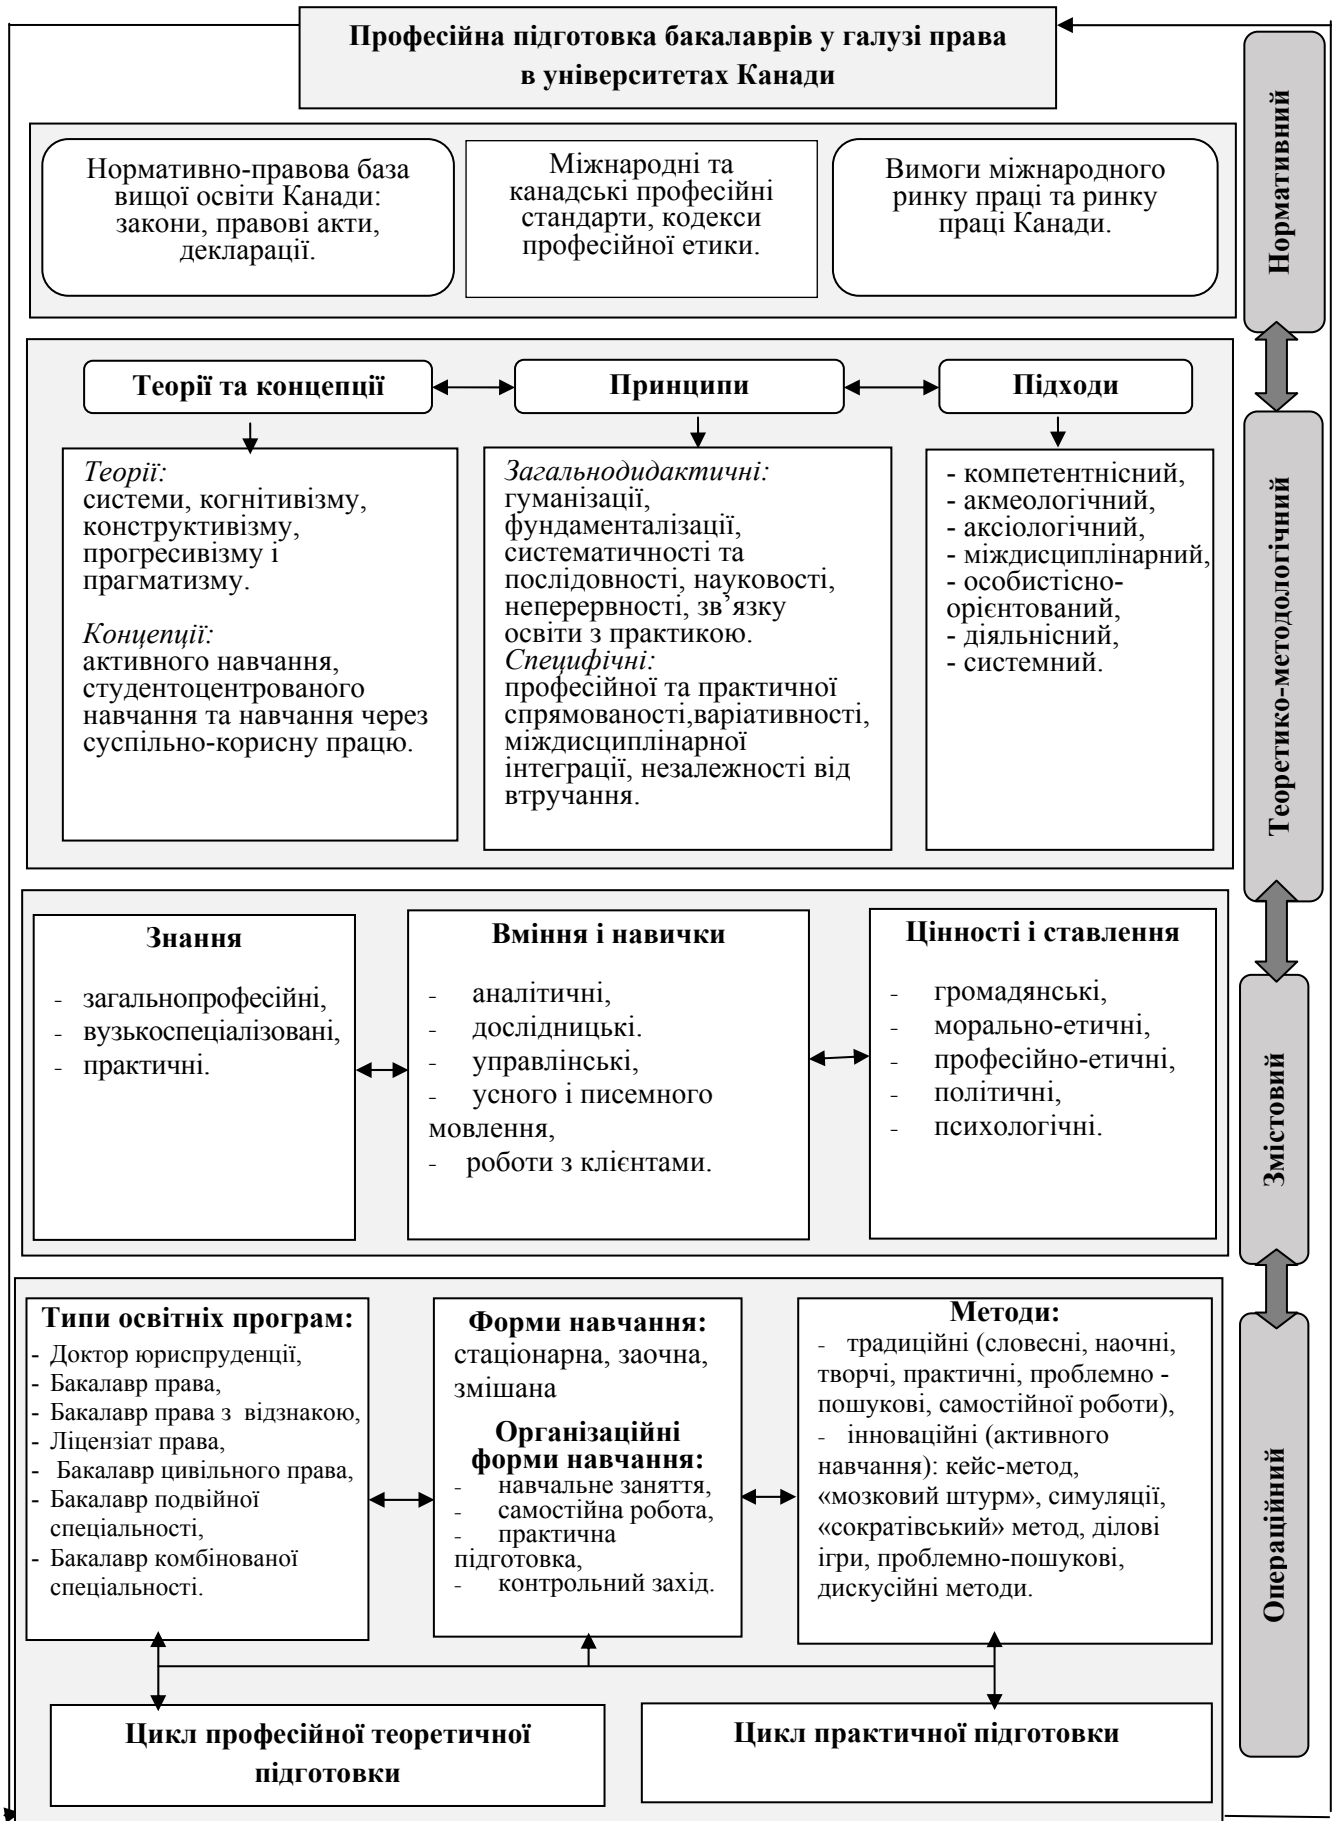 Професійна підготовка бакалаврів у галузі права
в університетах Канади
Нормативний
Нормативно-правова база
вищої освіти Канади:
закони, правові акти,
декларації.
Міжнародні та
канадські професійні
стандарти, кодекси
професійної етики.
Вимоги міжнародного
ринку праці та ринку
праці Канади.
Теоретико-методологічний
Теорії та концепції
Принципи
Підходи
Теорії:
системи, когнітивізму,
конструктивізму,
прогресивізму і
прагматизму.
Концепції:
активного навчання,
студентоцентрованого
навчання та навчання через
суспільно-корисну працю.
Загальнодидактичні:
гуманізації,
фундаменталізації,
систематичності та
послідовності, науковості,
неперервності, зв’язку
освіти з практикою.
Специфічні:
професійної та практичної
спрямованості,варіативності,
міждисциплінарної
інтеграції, незалежності від
втручання.
- компетентнісний,
- акмеологічний,
- аксіологічний,
- міждисциплінарний,
- особистісно-
орієнтований,
- діяльнісний,
- системний.
Змістовий
Знання
- загальнопрофесійні,
- вузькоспеціалізовані,
- практичні.
Вміння і навички
- аналітичні,
- дослідницькі.
- управлінські,
- усного і писемного
мовлення,
- роботи з клієнтами.
Цінності і ставлення
- громадянські,
- морально-етичні,
- професійно-етичні,
- політичні,
- психологічні.
Операційний
Типи освітніх програм:
- Доктор юриспруденції,
- Бакалавр права,
- Бакалавр права з відзнакою,
- Ліцензіат права,
- Бакалавр цивільного права,
- Бакалавр подвійної
спеціальності,
- Бакалавр комбінованої
спеціальності.
Форми навчання:
стаціонарна, заочна,
змішана
Організаційні
форми навчання:
- навчальне заняття,
- самостійна робота,
- практична
підготовка,
- контрольний захід.
Методи:
- традиційні (словесні, наочні,
творчі, практичні, проблемно -
пошукові, самостійної роботи),
- інноваційні (активного
навчання): кейс-метод,
«мозковий штурм», симуляції,
«сократівський» метод, ділові
ігри, проблемно-пошукові,
дискусійні методи.
Цикл професійної теоретичної
підготовки
Цикл практичної підготовки